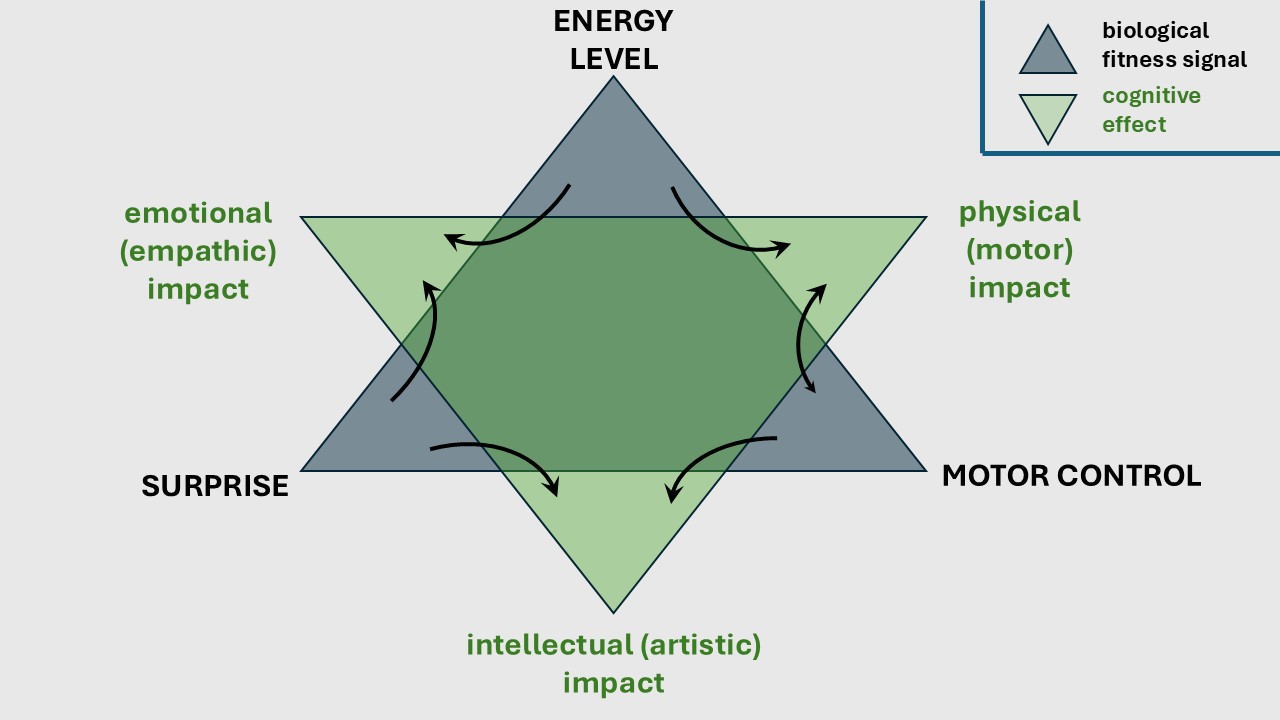 ENERGY
LEVEL
biological
fitness signal
cognitive
effect
emotional
(empathic)
impact
physical
(motor)
impact
SURPRISE
MOTOR CONTROL
intellectual (artistic)
impact